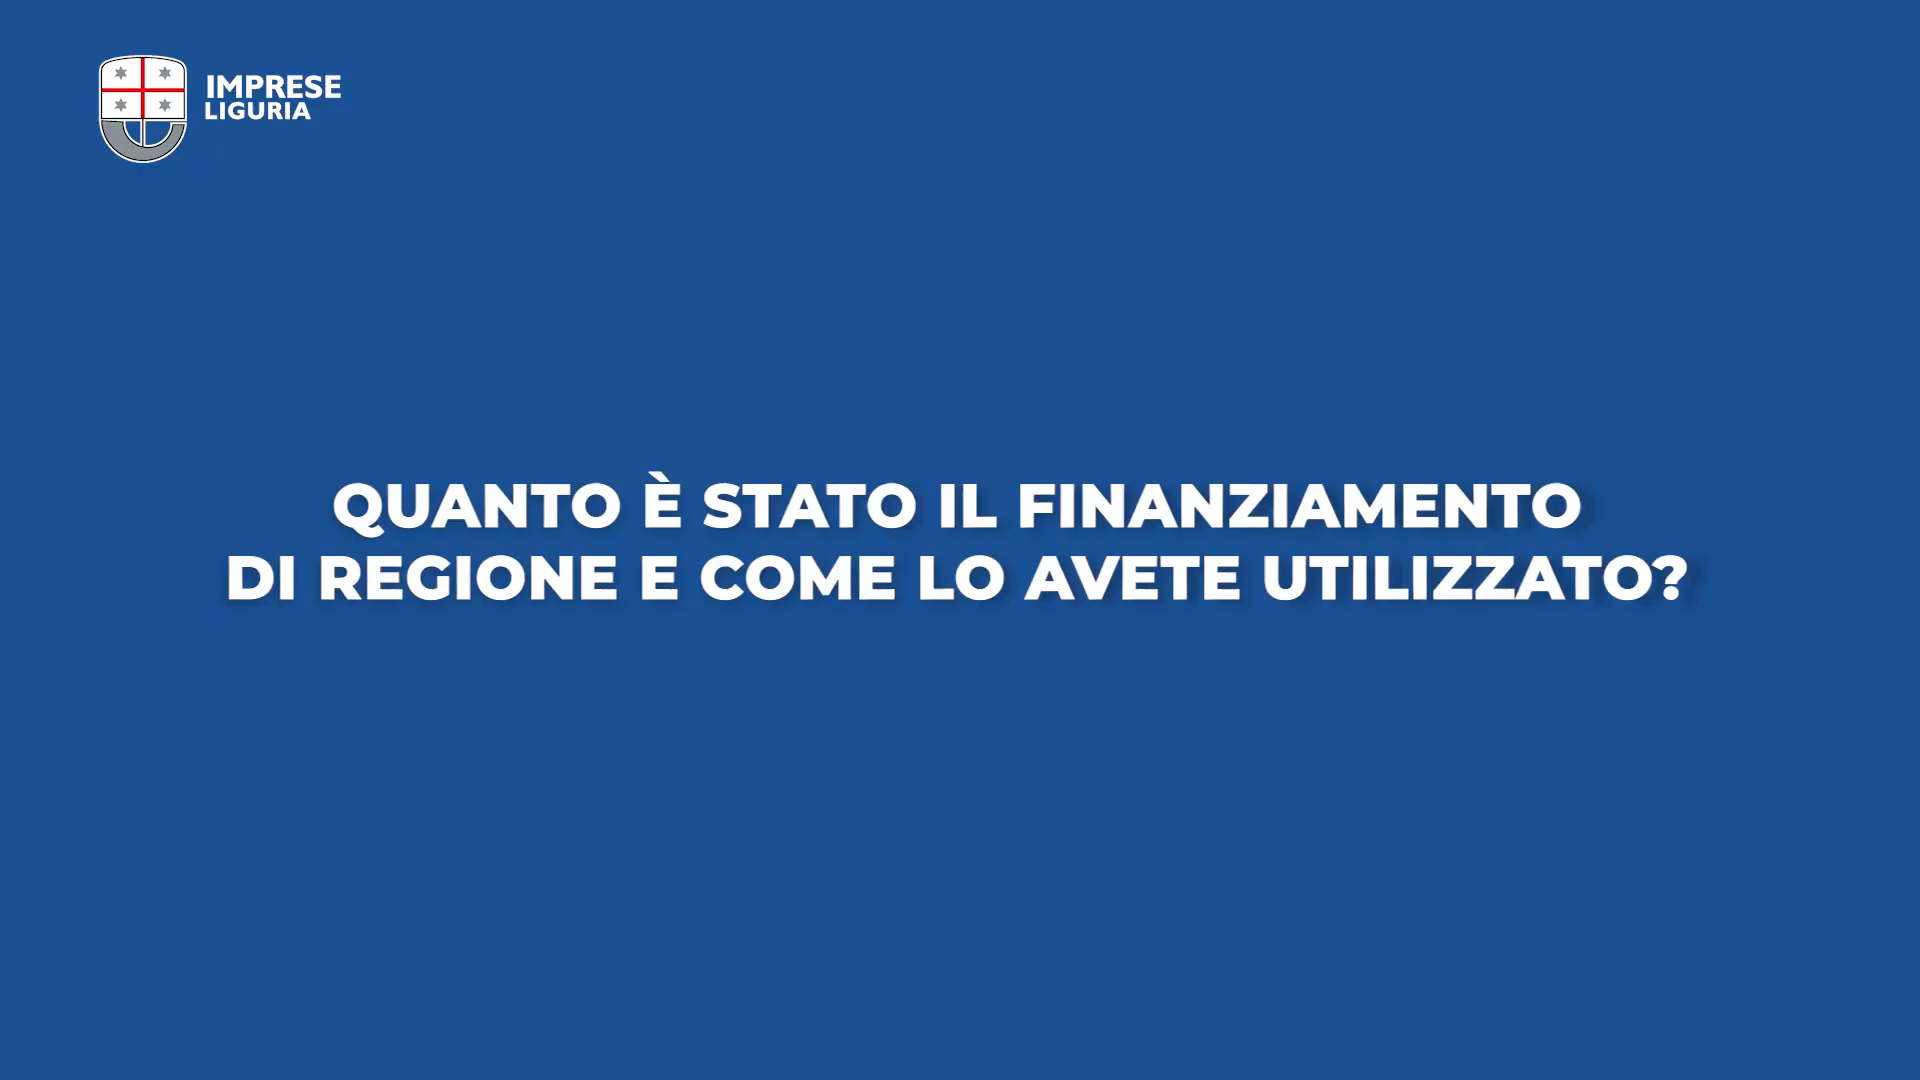 IMPRESE
LIGURIA
QUANTO È STATO IL FINANZIAMENTO
DI REGIONE E COME LO AVETE UTILIZZATO?